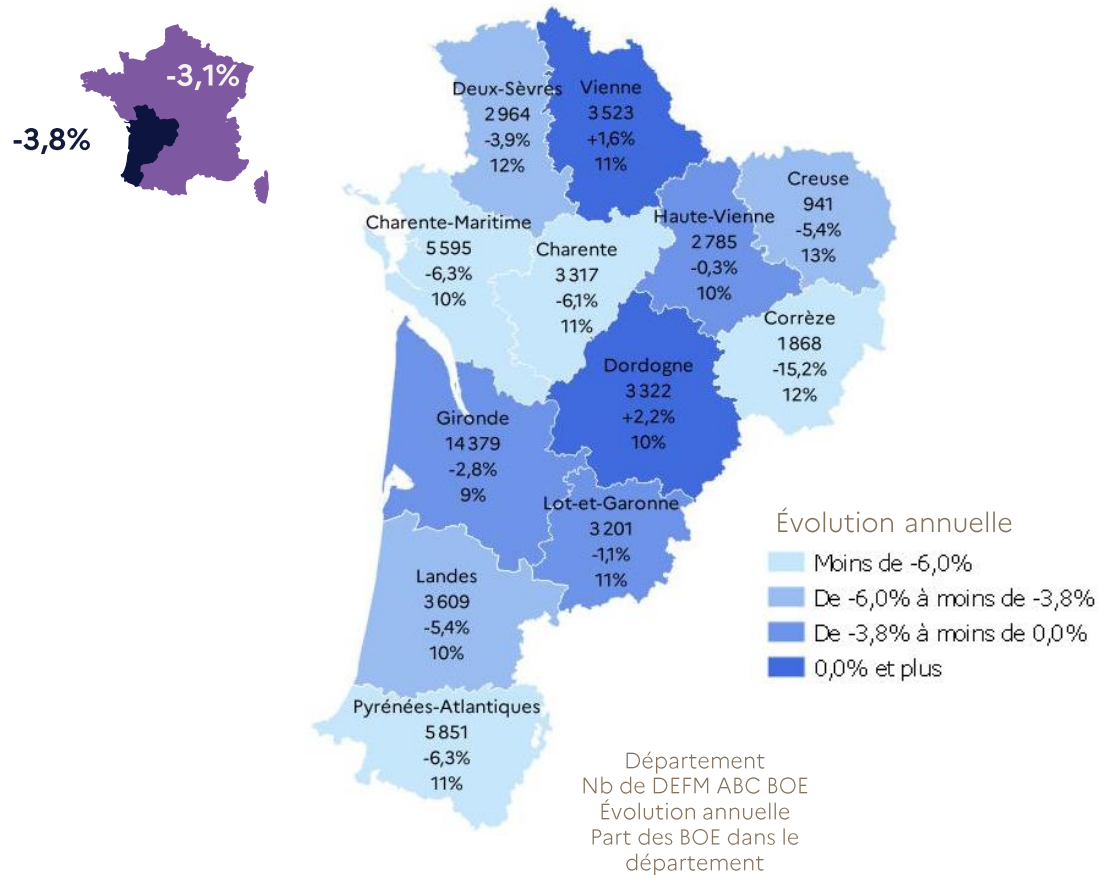 -3,1%
-3,8%
Deux-Sèvres
2 964
-3,9%
12%
Vienne
3 523
+1,6%
11%
Creuse
941
-5,4%
13%
Haute-Vienne
2 785
-0,3%
10%
Charente-Maritime
5 595
-6,3%
10%
Charente
3 317
-6,1%
11%
Corrèze
1 868
-15,2%
12%
Dordogne
3 322
+2,2%
10%
Gironde
14 379
-2,8%
9%
Lot-et-Garonne
3 201
-1,1%
11%
Landes
3 609
-5,4%
10%
Pyrénées-Atlantiques
5 851
-6,3%
11%
Évolution annuelle
Moins de -6,0%
De -6,0% à moins de -3,8%
De -3,8% à moins de 0,0%
0,0% et plus
Département
Nb de DEFM ABC BOE
Évolution annuelle
Part des BOE dans le
département